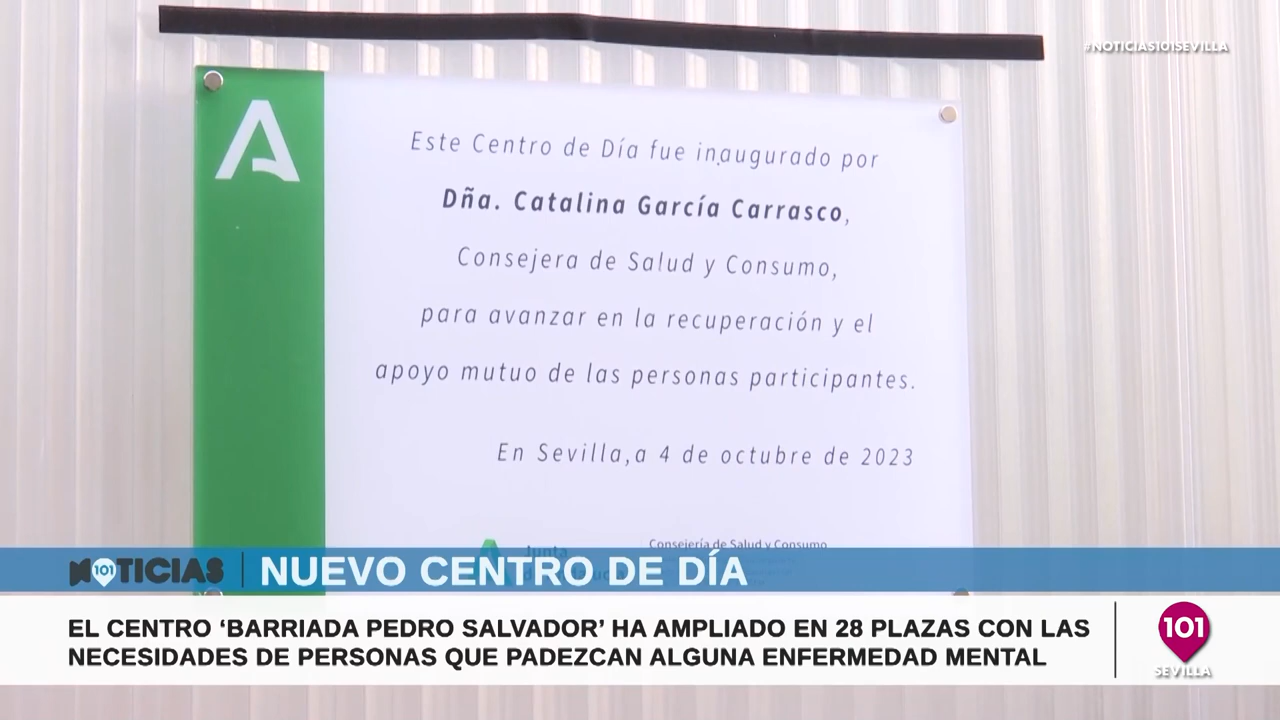 #NOTICIAS101SEVILLA
Este Centro de Día fue inaugurado por
Dña. Catalina García Carrasco,
Consejera de Salud y Consumo,
para avanzar en la recuperación y el
apoyo mutuo de las personas participantes.
En Sevilla,a 4 de octubre de 2023
Junta
Consejería de Salud y Consumo
NOTICIAS
101
NUEVO CENTRO DE DÍA
EL CENTRO ‘BARRIADA PEDRO SALVADOR’ HA AMPLIADO EN 28 PLAZAS CON LAS
NECESIDADES DE PERSONAS QUE PADEZCAN ALGUNA ENFERMEDAD MENTAL
101
SEVILLA